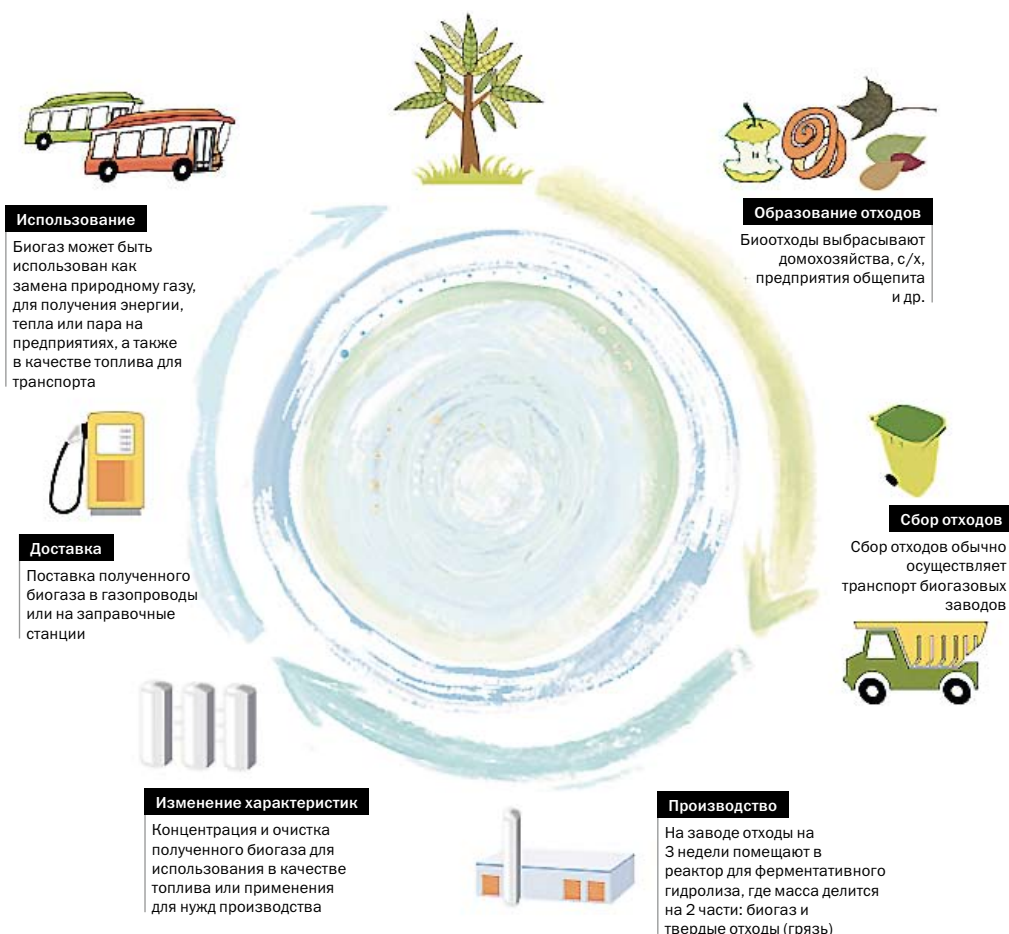 Использование
Биогаз может быть
использован как
замена природному газу,
для получения энергии,
тепла или пара на
предприятиях, а также
в качестве топлива для
транспорта
Образование отходов
Биоотходы выбрасывают
домохозяйства, с/х,
предприятия общепита
и др.
Сбор отходов
Сбор отходов обычно
осуществляет
транспорт биогазовых
заводов
Производство
На заводе отходы на
3 недели помещают в
реактор для ферментативного
гидролиза, где масса делится
на 2 части: биогаз и
твердые отходы (грязь)
Изменение характеристик
Концентрация и очистка
полученного биогаза для
использования в качестве
топлива или применения
для нужд производства
Доставка
Поставка полученного
биогаза в газопроводы
или на заправочные
станции